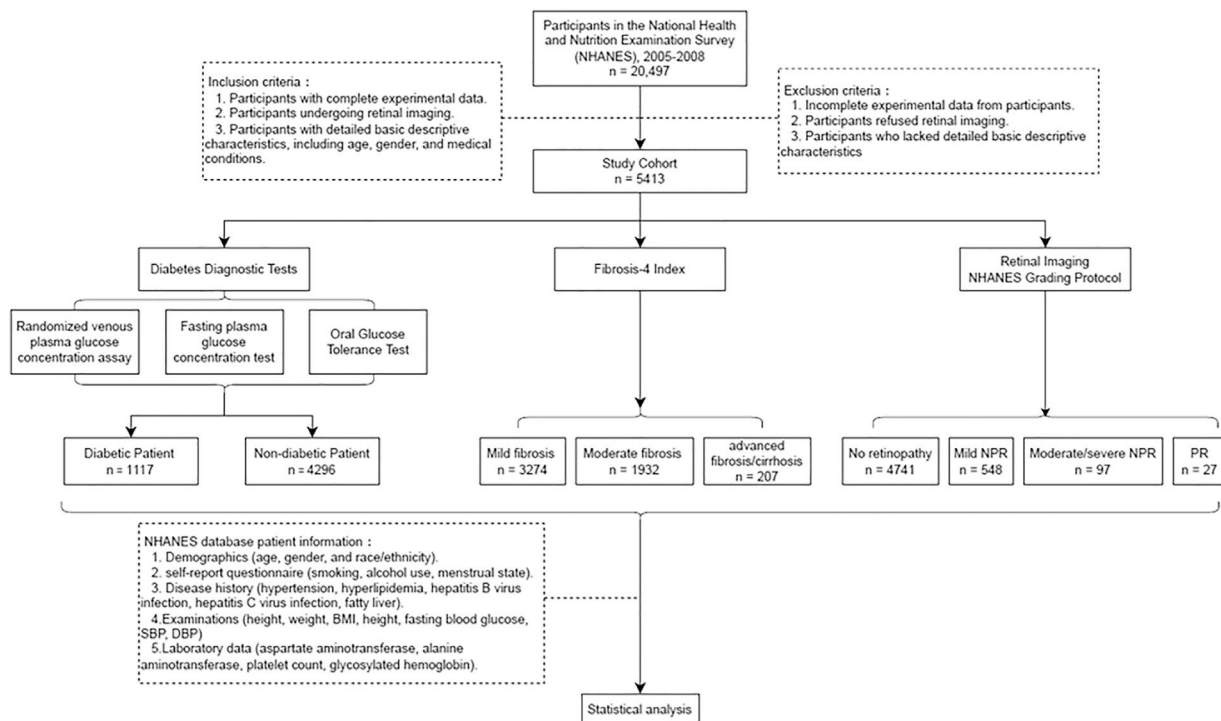 Participants in the National Health
and Nutrition Examination Survey
(NHANES), 2005-2008
n = 20,497
Inclusion criteria：
1. Participants with complete experimental data.
2. Participants undergoing retinal imaging.
3. Participants with detailed basic descriptive
characteristics, including age, gender, and medical
conditions.
Exclusion criteria：
1. Incomplete experimental data from participants.
2. Participants refused retinal imaging.
3. Participants who lacked detailed basic descriptive
characteristics
Study Cohort
n = 5413
Diabetes Diagnostic Tests
Fibrosis-4 Index
Retinal Imaging
NHANES Grading Protocol
Randomized venous
plasma glucose
concentration assay
Fasting plasma
glucose
concentration test
Oral Glucose
Tolerance Test
Diabetic Patient
n = 1117
Non-diabetic Patient
n = 4296
Mild fibrosis
n = 3274
Moderate fibrosis
n = 1932
advanced
fibrosis/cirrhosis
n = 207
No retinopathy
n = 4741
Mild NPR
n = 548
Moderate/severe NPR
n = 97
PR
n = 27
NHANES database patient information：
1. Demographics (age, gender, and race/ethnicity).
2. self-report questionnaire (smoking, alcohol use, menstrual state).
3. Disease history (hypertension, hyperlipidemia, hepatitis B virus
infection, hepatitis C virus infection, fatty liver).
4.Examinations (height, weight, BMI, height, fasting blood glucose,
SBP, DBP)
5.Laboratory data (aspartate aminotransferase, alanine
aminotransferase, platelet count, glycosylated hemoglobin).
Statistical analysis